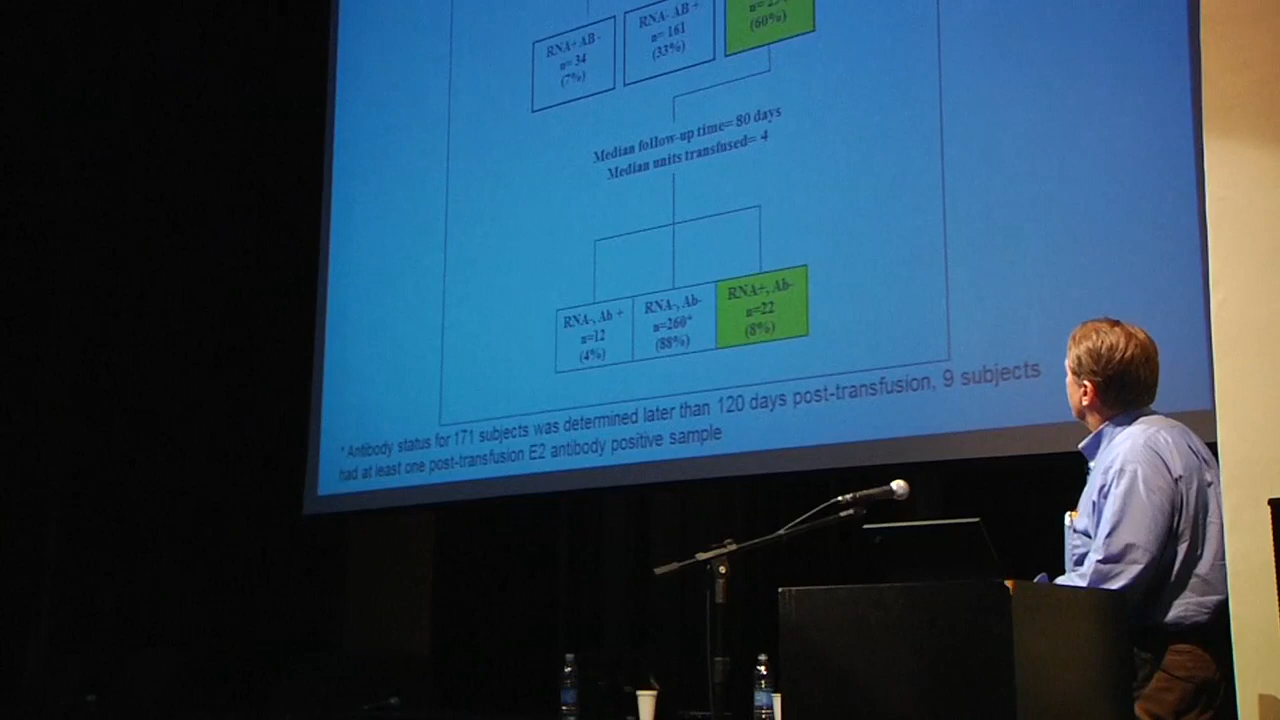 RNA+ AB -
n= 34
(7%)
RNA- AB +
n= 161
(33%)
(60%)
Median follow-up time= 80 days
Median units transfused= 4
RNA-, Ab +
n=12
(4%)
RNA-, Ab-
n=260*
(88%)
RNA+, Ab-
n=22
(8%)
* Antibody status for 171 subjects was determined later than 120 days post-transfusion, 9 subjects
had at least one post-transfusion E2 antibody positive sample